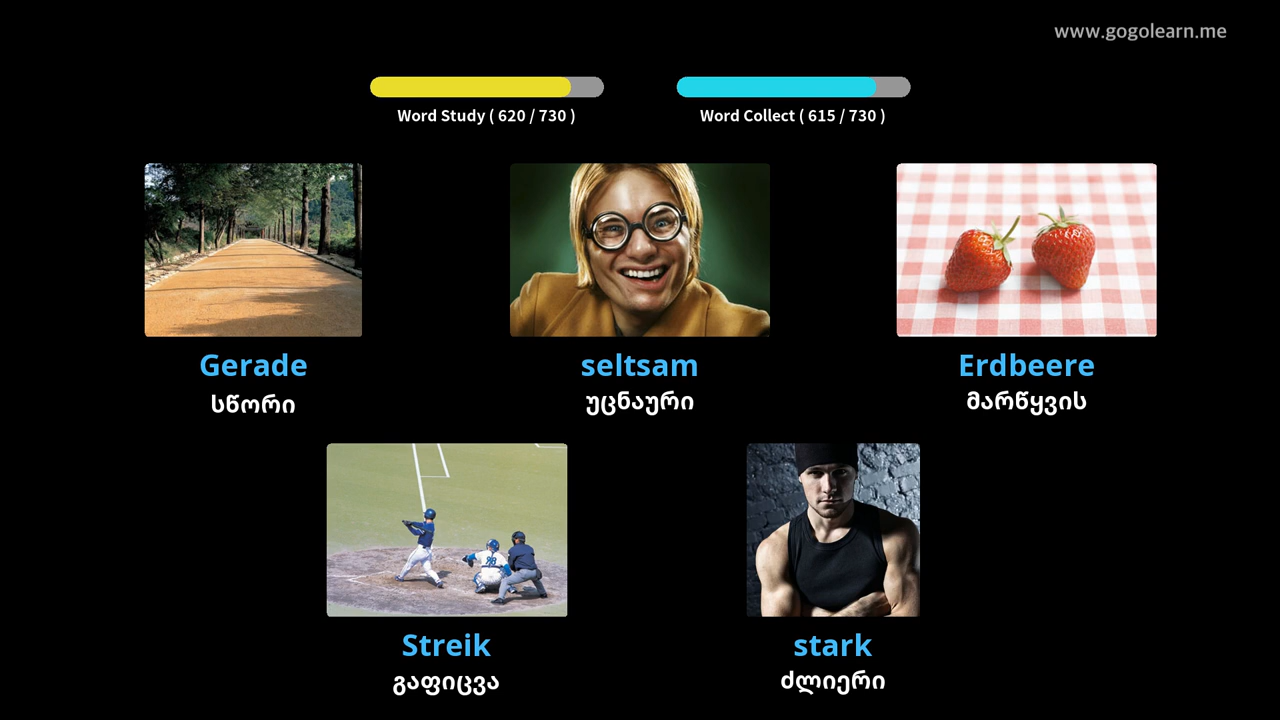 www.gogolearn.me
Word Study ( 620 / 730 )
Word Collect ( 615 / 730 )
Gerade
სწორი
seltsam
უცნაური
Erdbeere
მარწყვის
Streik
გაფიცვა
stark
ძლიერი